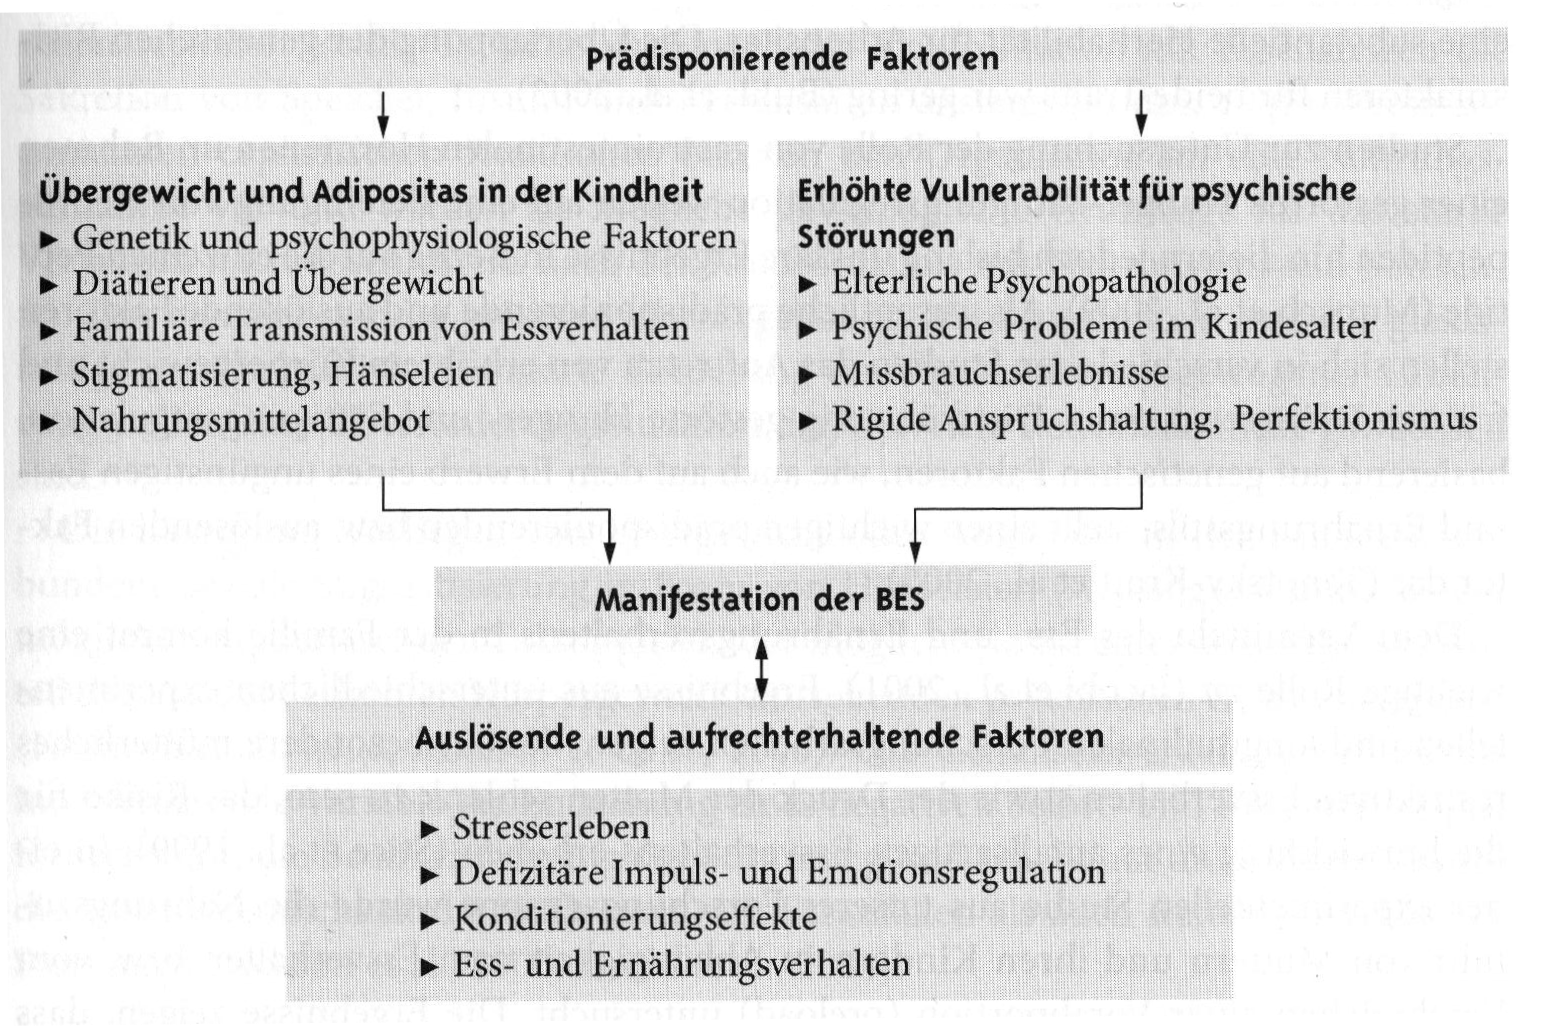 Prädisponierende Faktoren
Übergewicht und Adipositas in der Kindheit
► Genetik und psychophysiologische Faktoren
► Diätieren und Übergewicht
► Familiäre Transmission von Essverhalten
► Stigmatisierung, Hänseleien
► Nahrungsmittelangebot
Erhöhte Vulnerabilität für psychische
Störungen
► Elterliche Psychopathologie
► Psychische Probleme im Kindesalter
► Missbrauchserlebnisse
► Rigide Anspruchshaltung, Perfektionismus
Manifestation der BES
Auslösende und aufrechterhaltende Faktoren
► Stresserleben
► Defizitäre Impuls- und Emotionsregulation
► Konditionierungseffekte
► Ess- und Ernährungsverhalten